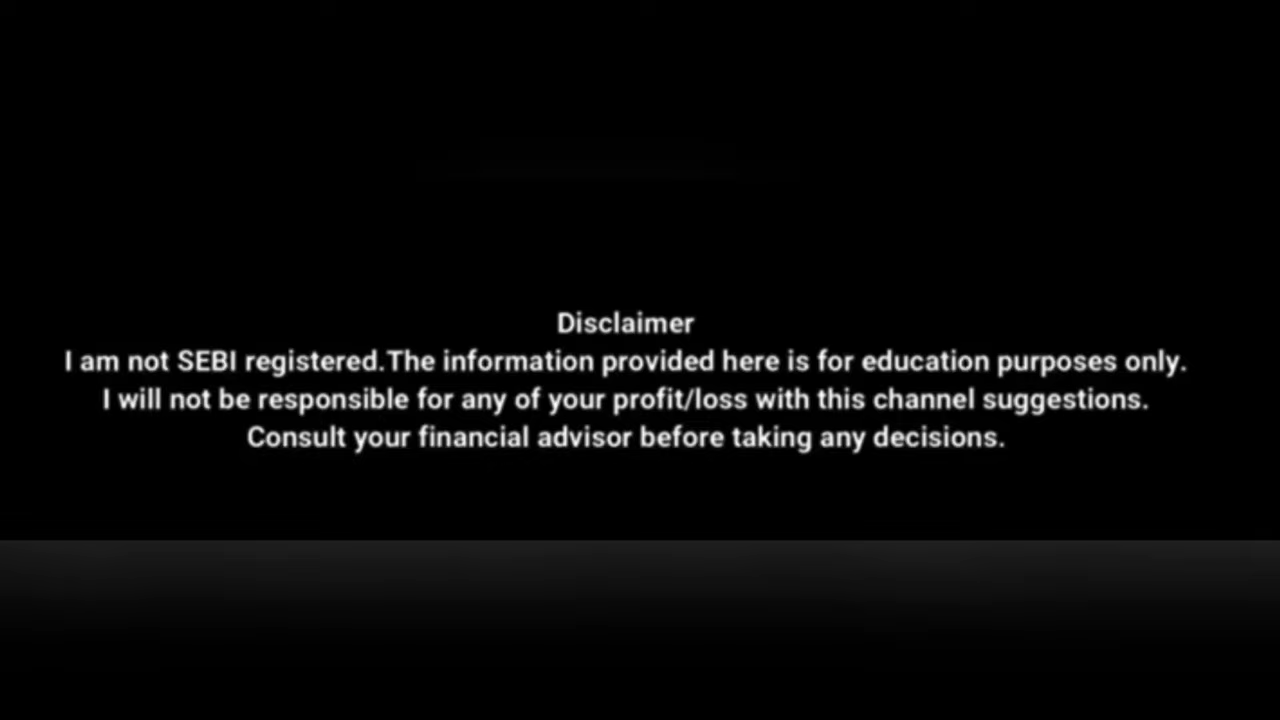 Disclaimer
I am not SEBI registered.The information provided here is for education purposes only.
I will not be responsible for any of your profit/loss with this channel suggestions.
Consult your financial advisor before taking any decisions.